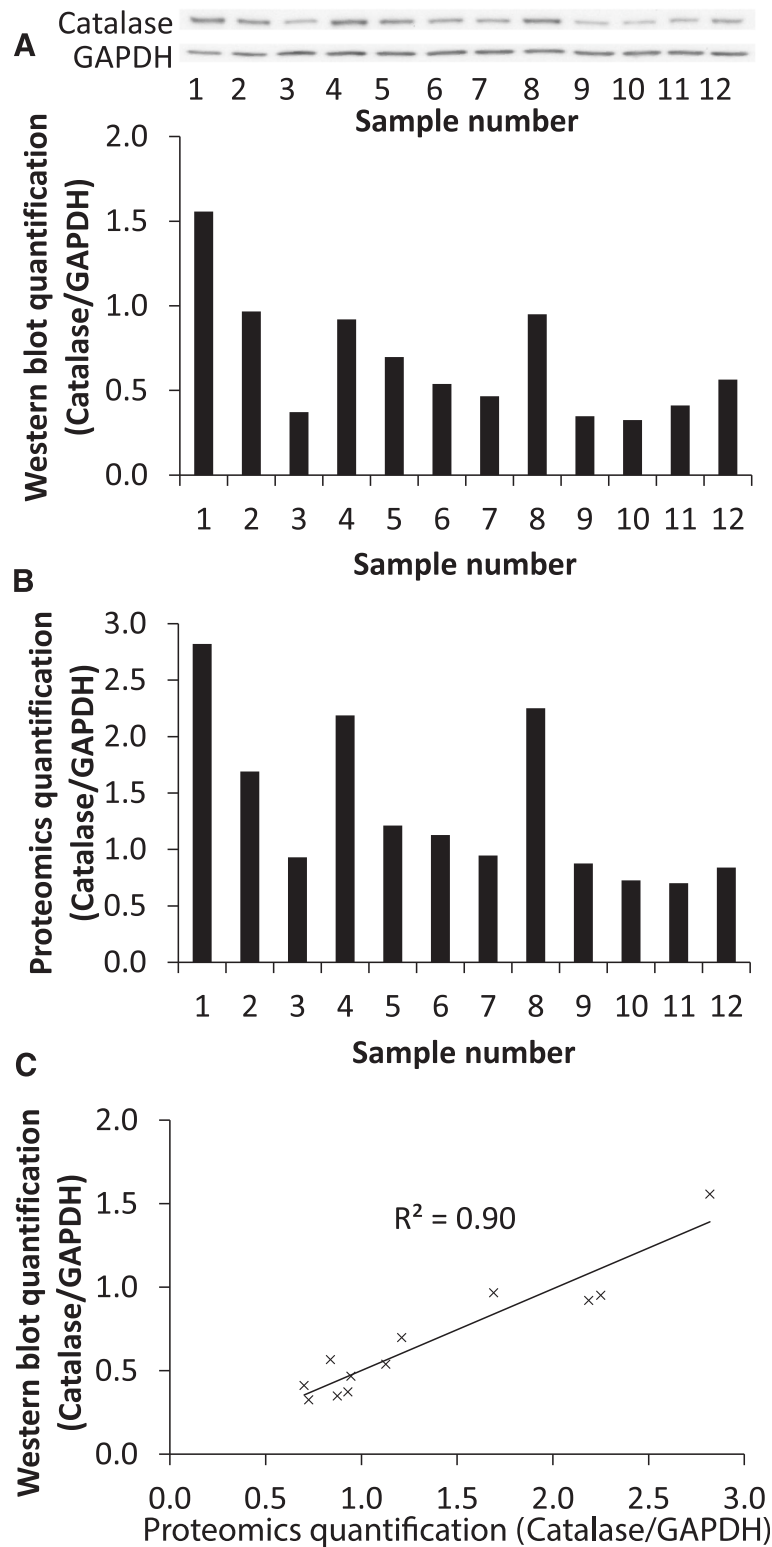 A
Catalase
GAPDH
1 2 3 4 5 6 7 8 9 10 11 12
Sample number
Western blot quantification
(Catalase/GAPDH)
2.0
1.5
1.0
0.5
0.0
1 2 3 4 5 6 7 8 9 10 11 12
Sample number
B
Proteomics quantification
(Catalase/GAPDH)
3.0
2.5
2.0
1.5
1.0
0.5
0.0
1 2 3 4 5 6 7 8 9 10 11 12
Sample number
C
Western blot quantification
(Catalase/GAPDH)
2.0
1.5
1.0
0.5
0.0
R² = 0.90
0.0 0.5 1.0 1.5 2.0 2.5 3.0
Proteomics quantification (Catalase/GAPDH)